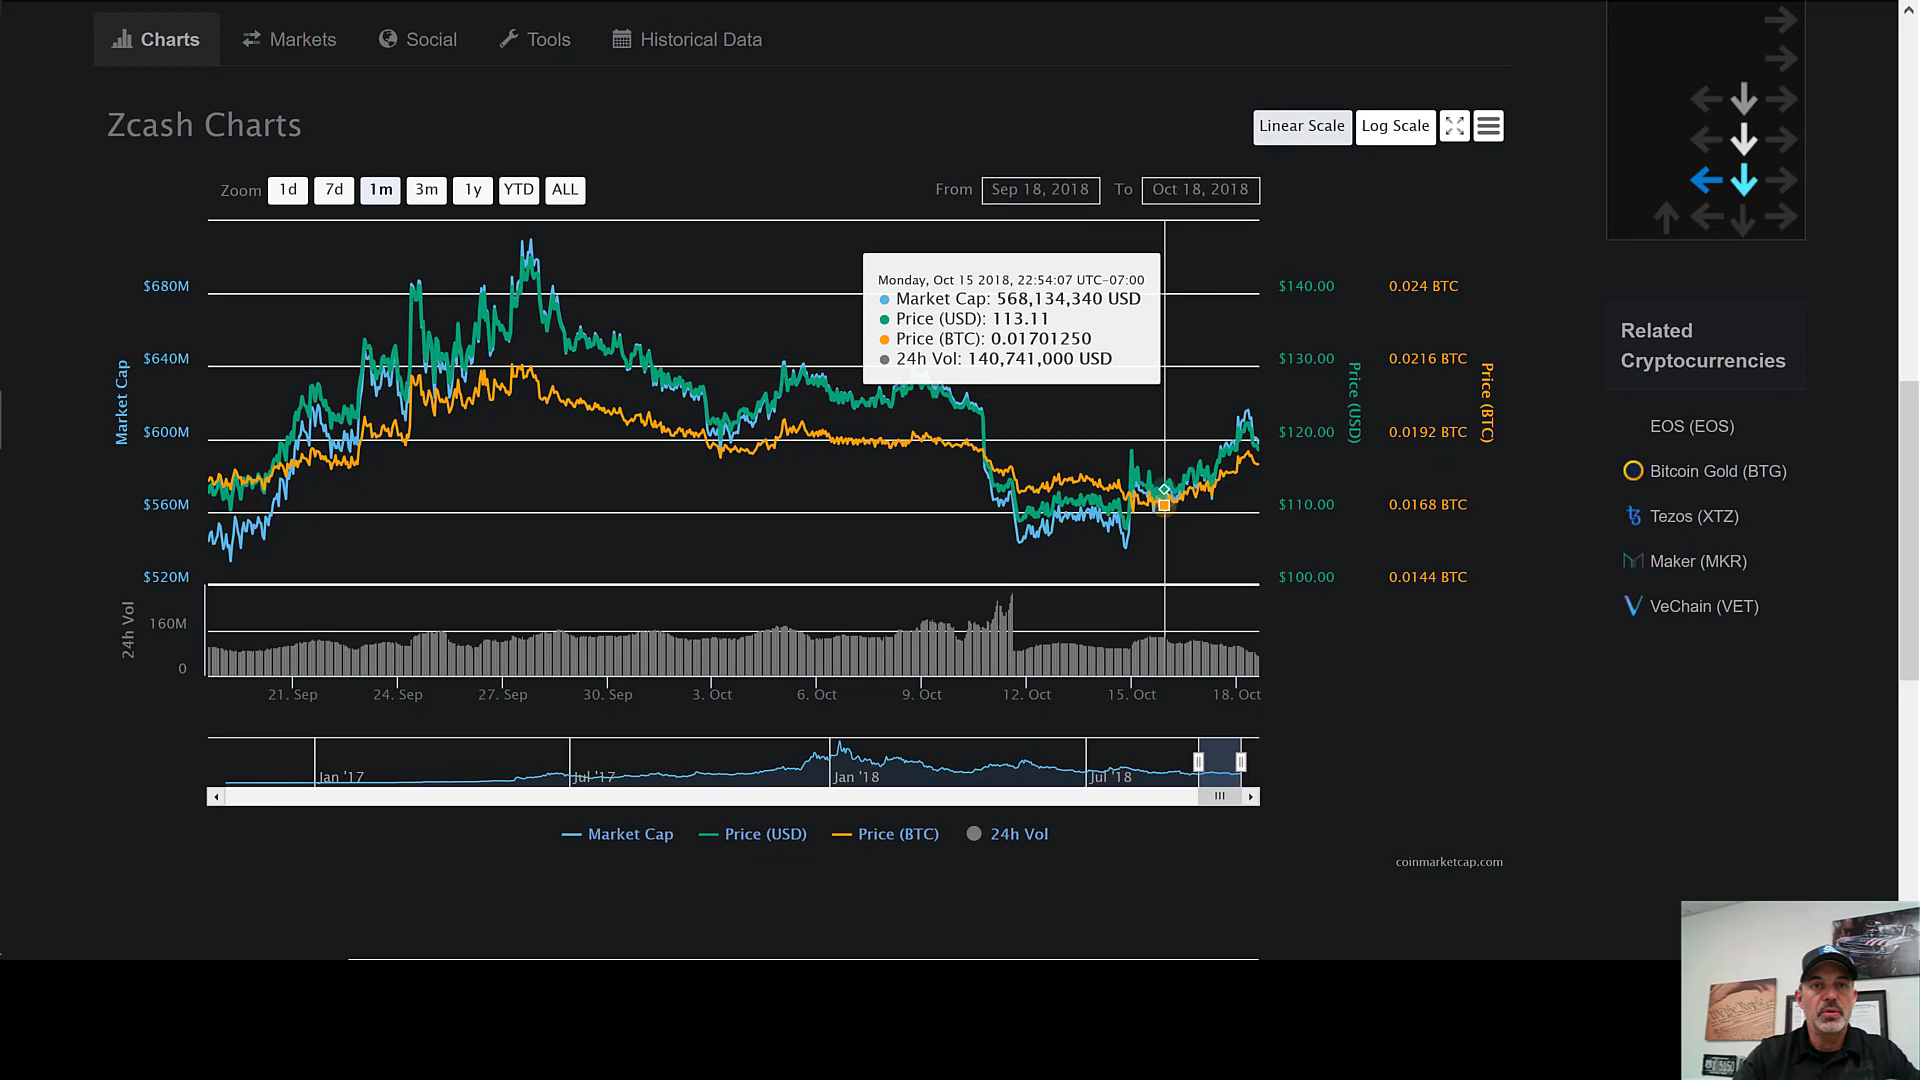 Charts
Markets
Social
Tools
Historical Data
Zcash Charts
Linear Scale
Log Scale
Zoom
1d
7d
1m
3m
1y
YTD
ALL
From
Sep 18, 2018
To
Oct 18, 2018
Monday, Oct 15 2018, 22:54:07 UTC-07:00
Market Cap: 568,134,340 USD
Price (USD): 113.11
Price (BTC): 0.01701250
24h Vol: 140,741,000 USD
$680M
$640M
$600M
$560M
$520M
Market Cap
$140.00
$130.00
$120.00
$110.00
$100.00
Price (USD)
0.024 BTC
0.0216 BTC
0.0192 BTC
0.0168 BTC
0.0144 BTC
Price (BTC)
24h Vol
160M
0
21. Sep
24. Sep
27. Sep
30. Sep
3. Oct
6. Oct
9. Oct
12. Oct
15. Oct
18. Oct
Jan '17
Jul '17
Jan '18
Jul '18
Market Cap
Price (USD)
Price (BTC)
24h Vol
coinmarketcap.com
Related
Cryptocurrencies
EOS (EOS)
Bitcoin Gold (BTG)
Tezos (XTZ)
Maker (MKR)
VeChain (VET)
We the People